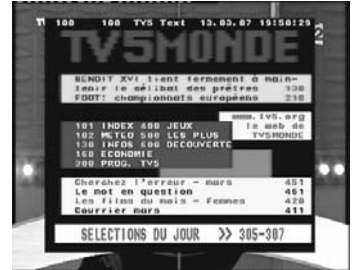 100 100 TV5 Text 13.03.07 19:50:29
TV5MONDE
BENOIT XVI tient fermement à main-
tenir le célibat des prêtres 130
FOOT: championnats européens 210
www.tv5.org
le web de
TV5MONDE
101 INDEX 400 JEUX
102 METEO 500 LES PLUS
130 INFOS 600 DECOUVERTE
160 ECONOMIE
200 PROG. TV5
Cherchez l'erreur - mars 451
Le mot en question 461
Les films du mois - Femmes 420
Courrier mars 411
SELECTIONS DU JOUR >> 305-307